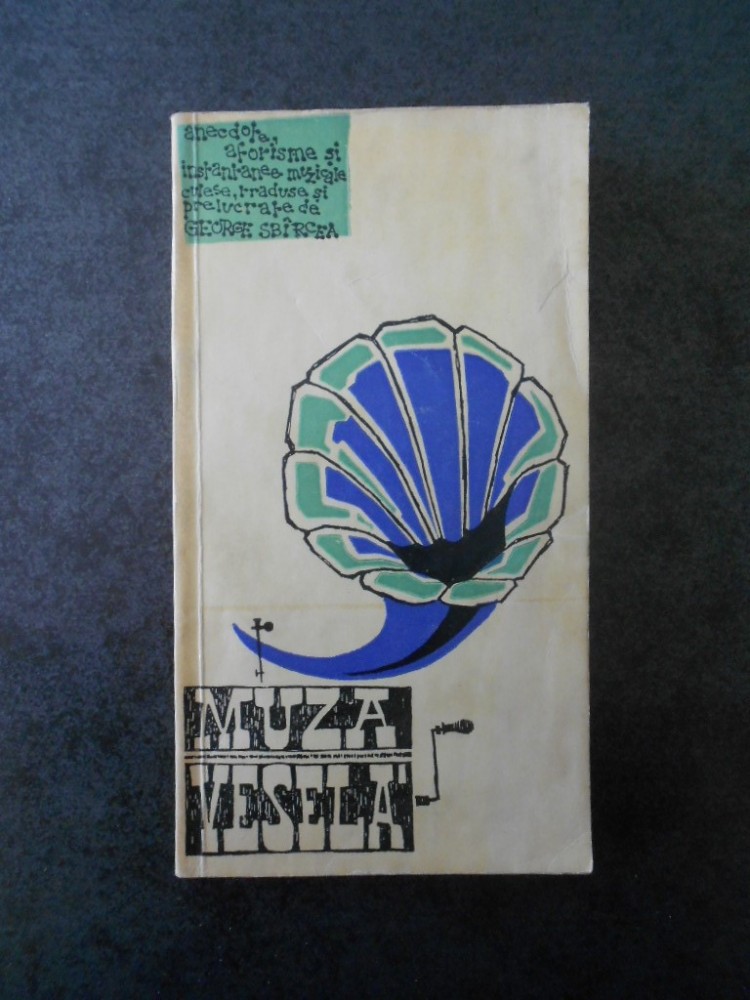 anecdote,
aforisme și
instantanee muzicale
culese, traduse și
prelucrate de
GEORGE SBÎRCEA
MUZA
VESELĂ